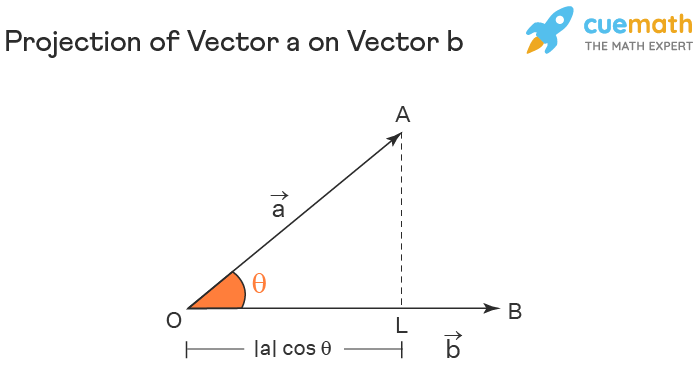 Projection of Vector a on Vector b
cuemath
THE MATH EXPERT
A
a
θ
O
L
B
|a| cos θ
b